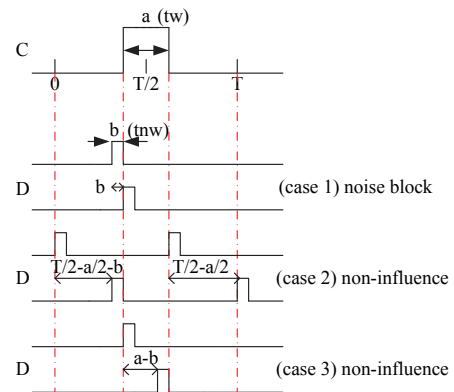 a (tw)
C
0
T/2
T
b (tnw)
D
b
(case 1) noise block
T/2-a/2-b
T/2-a/2
D
(case 2) non-influence
a-b
D
(case 3) non-influence